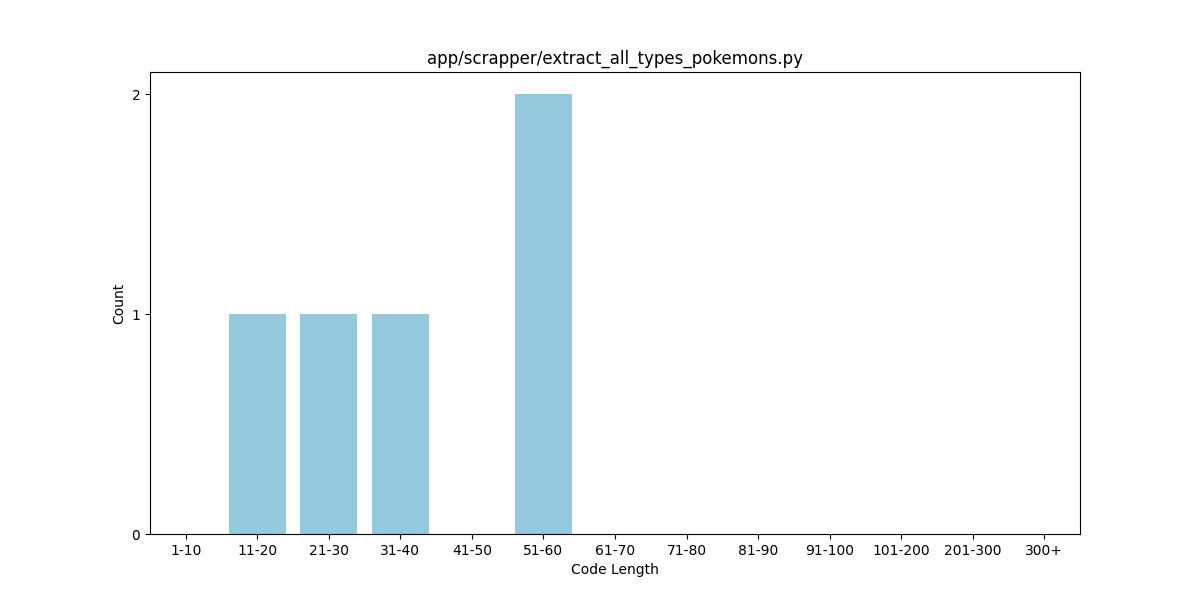 app/scrapper/extract_all_types_pokemons.py
Count
2
1
0
1-10 11-20 21-30 31-40 41-50 51-60 61-70 71-80 81-90 91-100 101-200 201-300 300+
Code Length